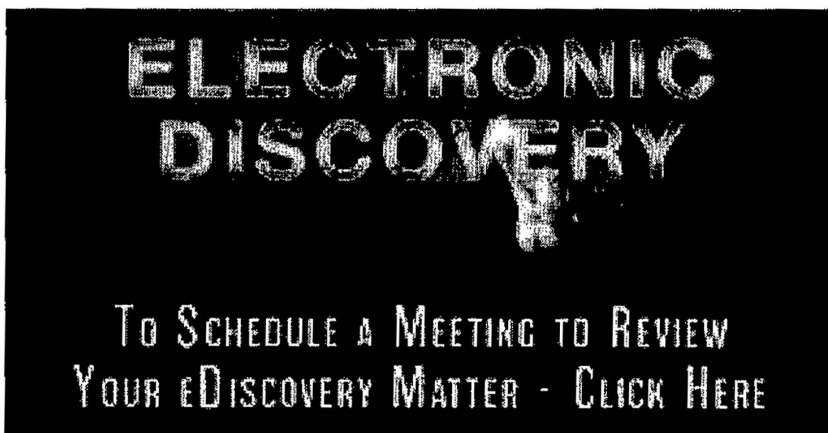 ELECTRONIC
DISCOVERY
To Schedule a Meeting to Review
Your eDiscovery Matter - Click Here